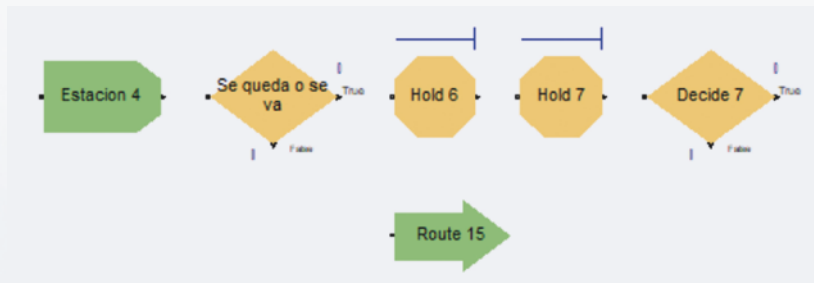 Estacion 4
Se queda o se
va
True
False
Hold 6
Hold 7
Decide 7
True
False
Route 15